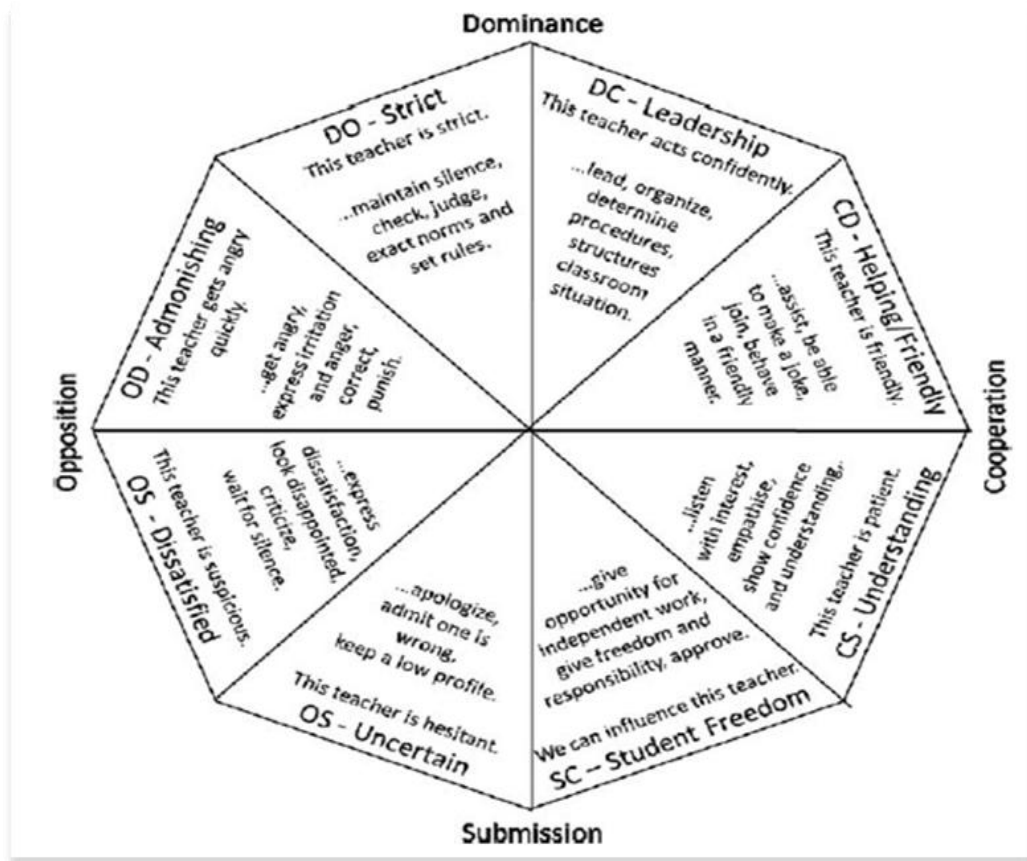 Dominance
DO - Strict
This teacher is strict.
...maintain silence,
check, judge,
exact norms and
set rules.
DC - Leadership
This teacher acts confidently.
...lead, organize,
determine
procedures,
structures
classroom
situation.
CD - Helping/Friendly
This teacher is friendly.
...assist, be able
to make a joke,
join, behave
in a friendly
manner.
Cooperation
CS - Understanding
This teacher is patient.
...listen
with interest,
empathise,
show confidence
and understanding,.
SC -- Student Freedom
We can influence this teacher.
...give
opportunity for
independent work,
give freedom and
responsibility, approve.
Submission
OS - Uncertain
This teacher is hesitant.
...apologize,
admit one is
wrong,
keep a low profile.
OS - Dissatisfied
This teacher is suspicious.
...express
dissatisfaction,
look disappointed,
criticize,
wait for silence.
Opposition
OD - Admonishing
This teacher gets angry
quickly.
...get angry,
express irritation
and anger,
correct,
punish.